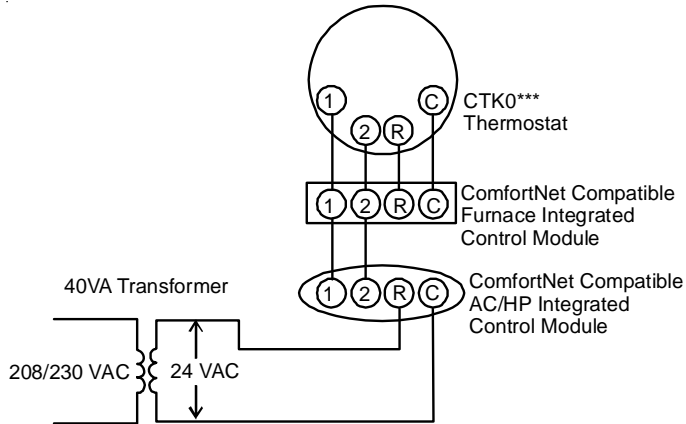 1
C
2
R
CTK0***
Thermostat
1
2
R
C
ComfortNet Compatible
Furnace Integrated
Control Module
1
2
R
C
ComfortNet Compatible
AC/HP Integrated
Control Module
40VA Transformer
208/230 VAC
24 VAC